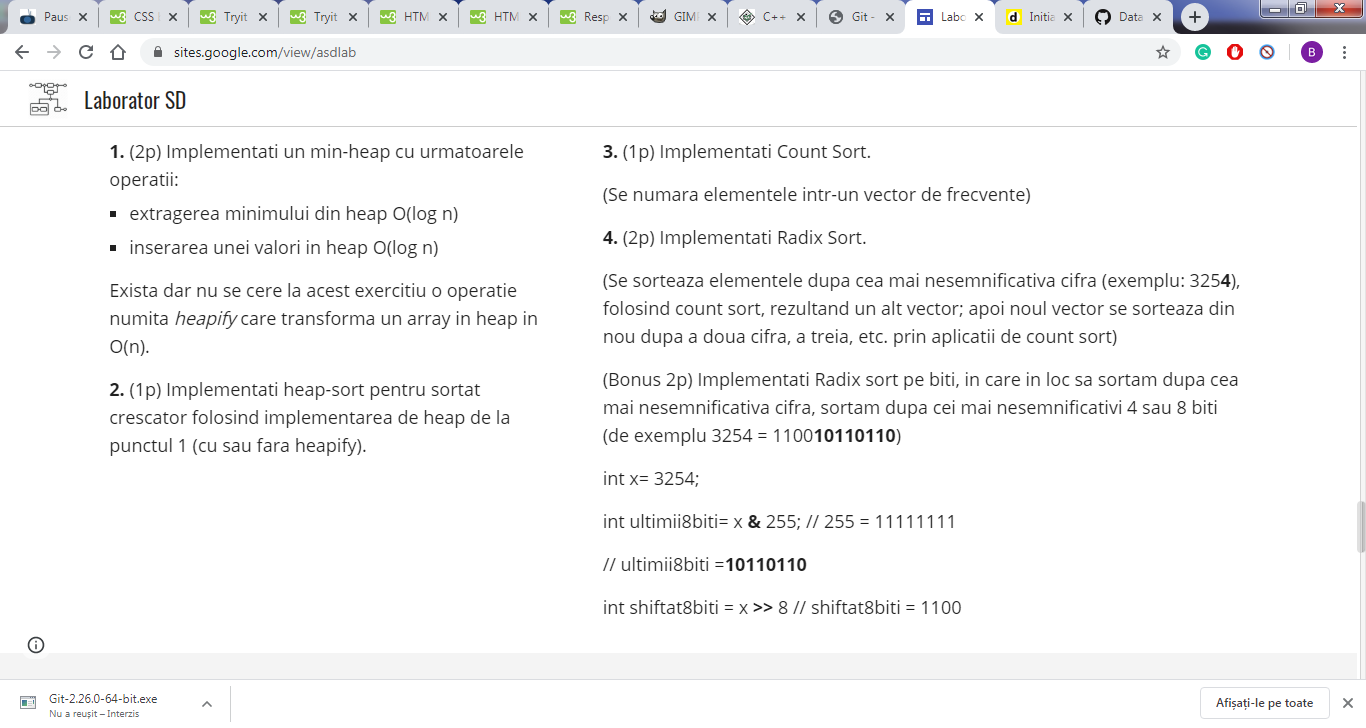 Paus
CSS
Tryit
Tryit
HTM
HTM
Resp
GIM
C++
Git -
Labo
Initia
Data
sites.google.com/view/asdlab
B
Laborator SD
1. (2p) Implementati un min-heap cu urmatoarele
operatii:
extragerea minimului din heap O(log n)
inserarea unei valori in heap O(log n)
Exista dar nu se cere la acest exercitiu o operatie
numita heapify care transforma un array in heap in
O(n).
2. (1p) Implementati heap-sort pentru sortat
crescator folosind implementarea de heap de la
punctul 1 (cu sau fara heapify).
3. (1p) Implementati Count Sort.
(Se numara elementele intr-un vector de frecvente)
4. (2p) Implementati Radix Sort.
(Se sorteaza elementele dupa cea mai nesemnificativa cifra (exemplu: 3254),
folosind count sort, rezultand un alt vector; apoi noul vector se sorteaza din
nou dupa a doua cifra, a treia, etc. prin aplicatii de count sort)
(Bonus 2p) Implementati Radix sort pe biti, in care in loc sa sortam dupa cea
mai nesemnificativa cifra, sortam dupa cei mai nesemnificativi 4 sau 8 biti
(de exemplu 3254 = 110010110110)
int x= 3254;
int ultimii8biti= x & 255; // 255 = 11111111
// ultimii8biti =10110110
int shiftat8biti = x >> 8 // shiftat8biti = 1100
Git-2.26.0-64-bit.exe
Nu a reușit – Interzis
Afișați-le pe toate